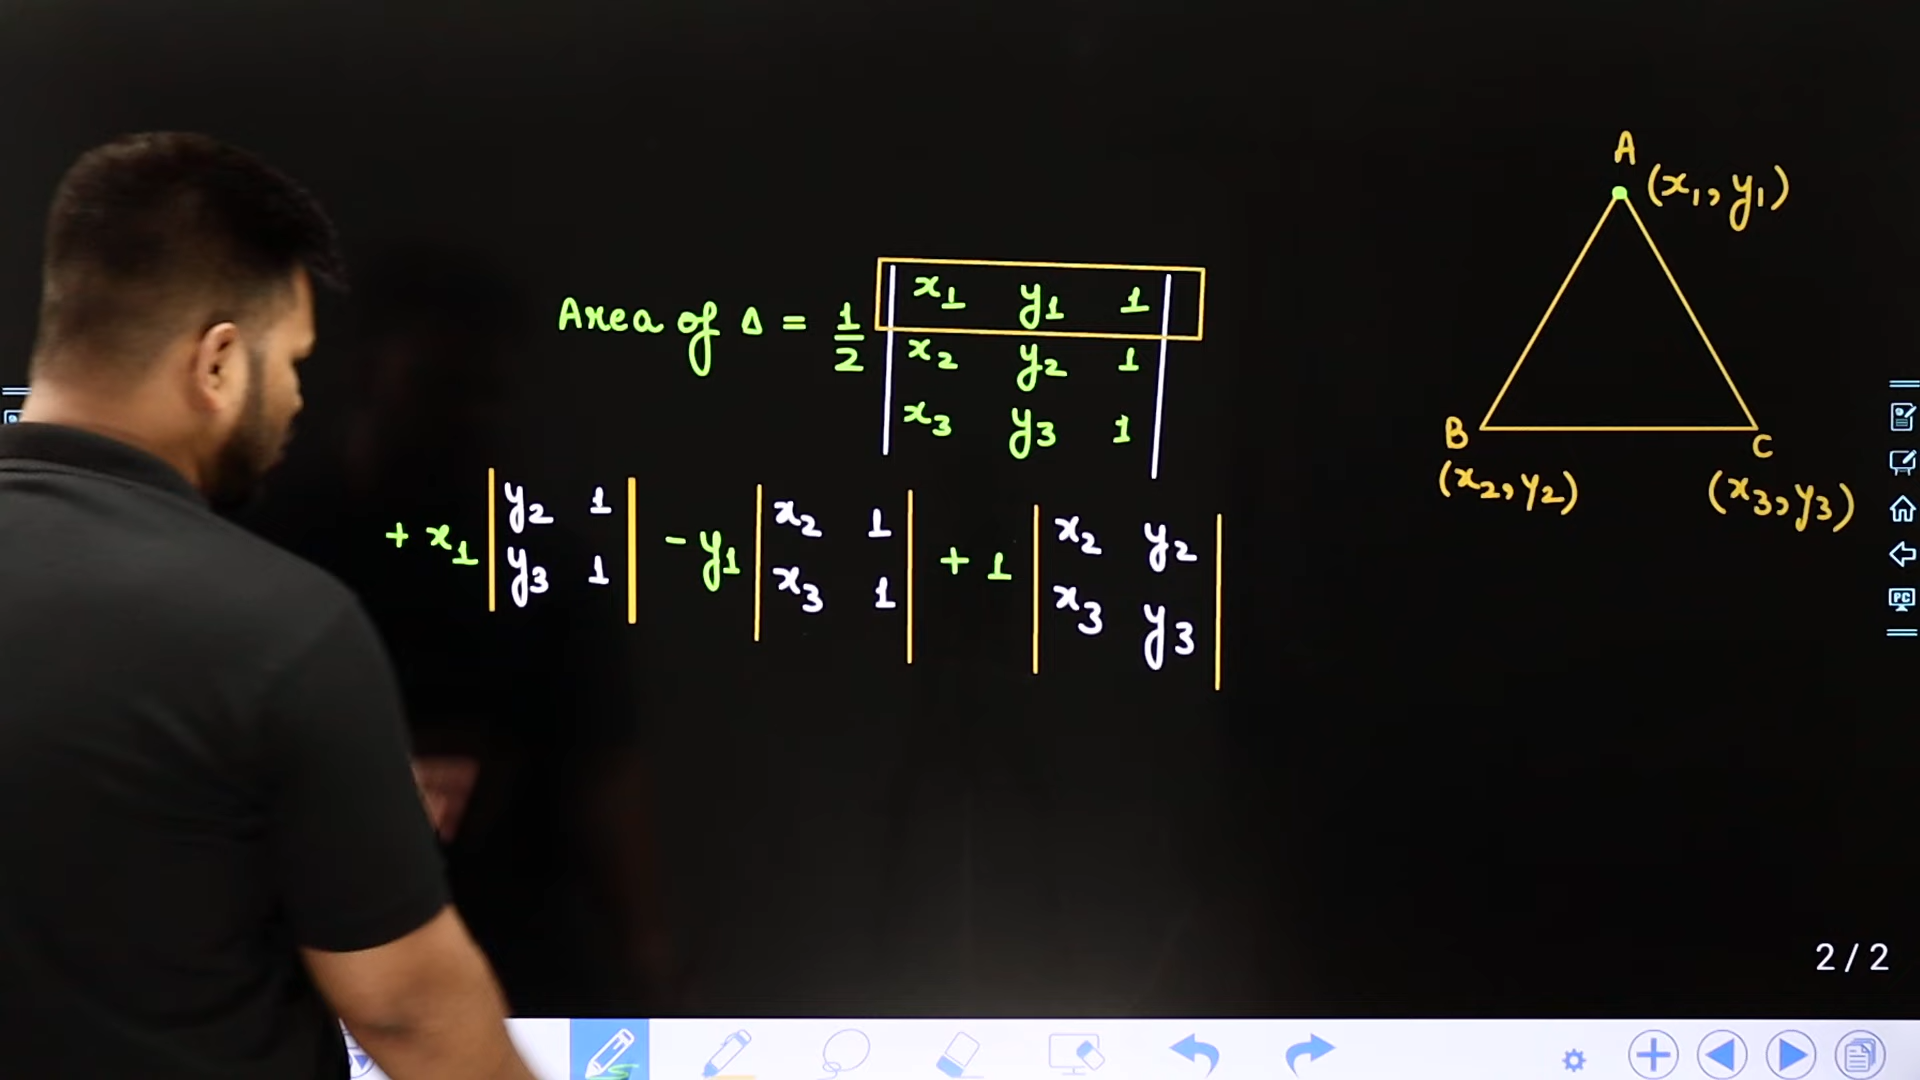 A
(x₁, y₁)
Area of Δ = 1/2 | x₁ y₁ 1 |
| x₂ y₂ 1 |
| x₃ y₃ 1 |
B
C
(x₂, y₂)
(x₃, y₃)
+ x₁ | y₂ 1 | - y₁ | x₂ 1 | + 1 | x₂ y₂ |
| y₃ 1 | | x₃ 1 | | x₃ y₃ |
PC
2 / 2